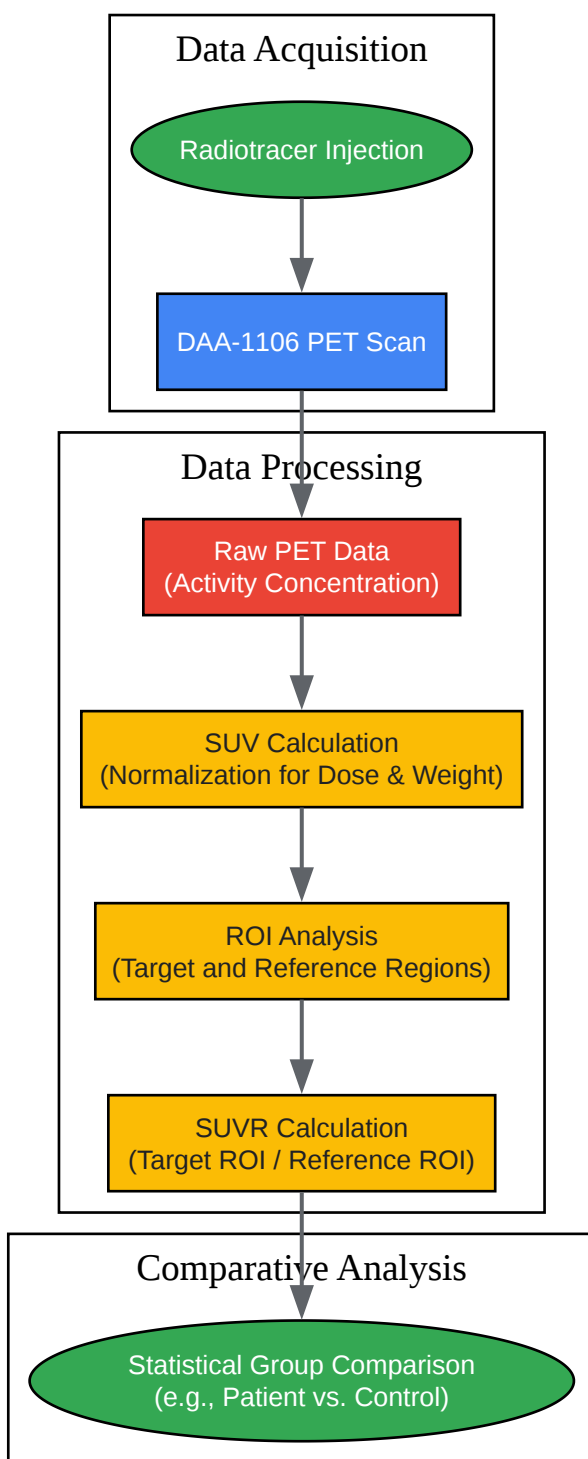 Data Acquisition
Radiotracer Injection
DAA-1106 PET Scan
Data Processing
Raw PET Data
(Activity Concentration)
SUV Calculation
(Normalization for Dose & Weight)
ROI Analysis
(Target and Reference Regions)
SUVR Calculation
(Target ROI / Reference ROI)
Comparative Analysis
Statistical Group Comparison
(e.g., Patient vs. Control)